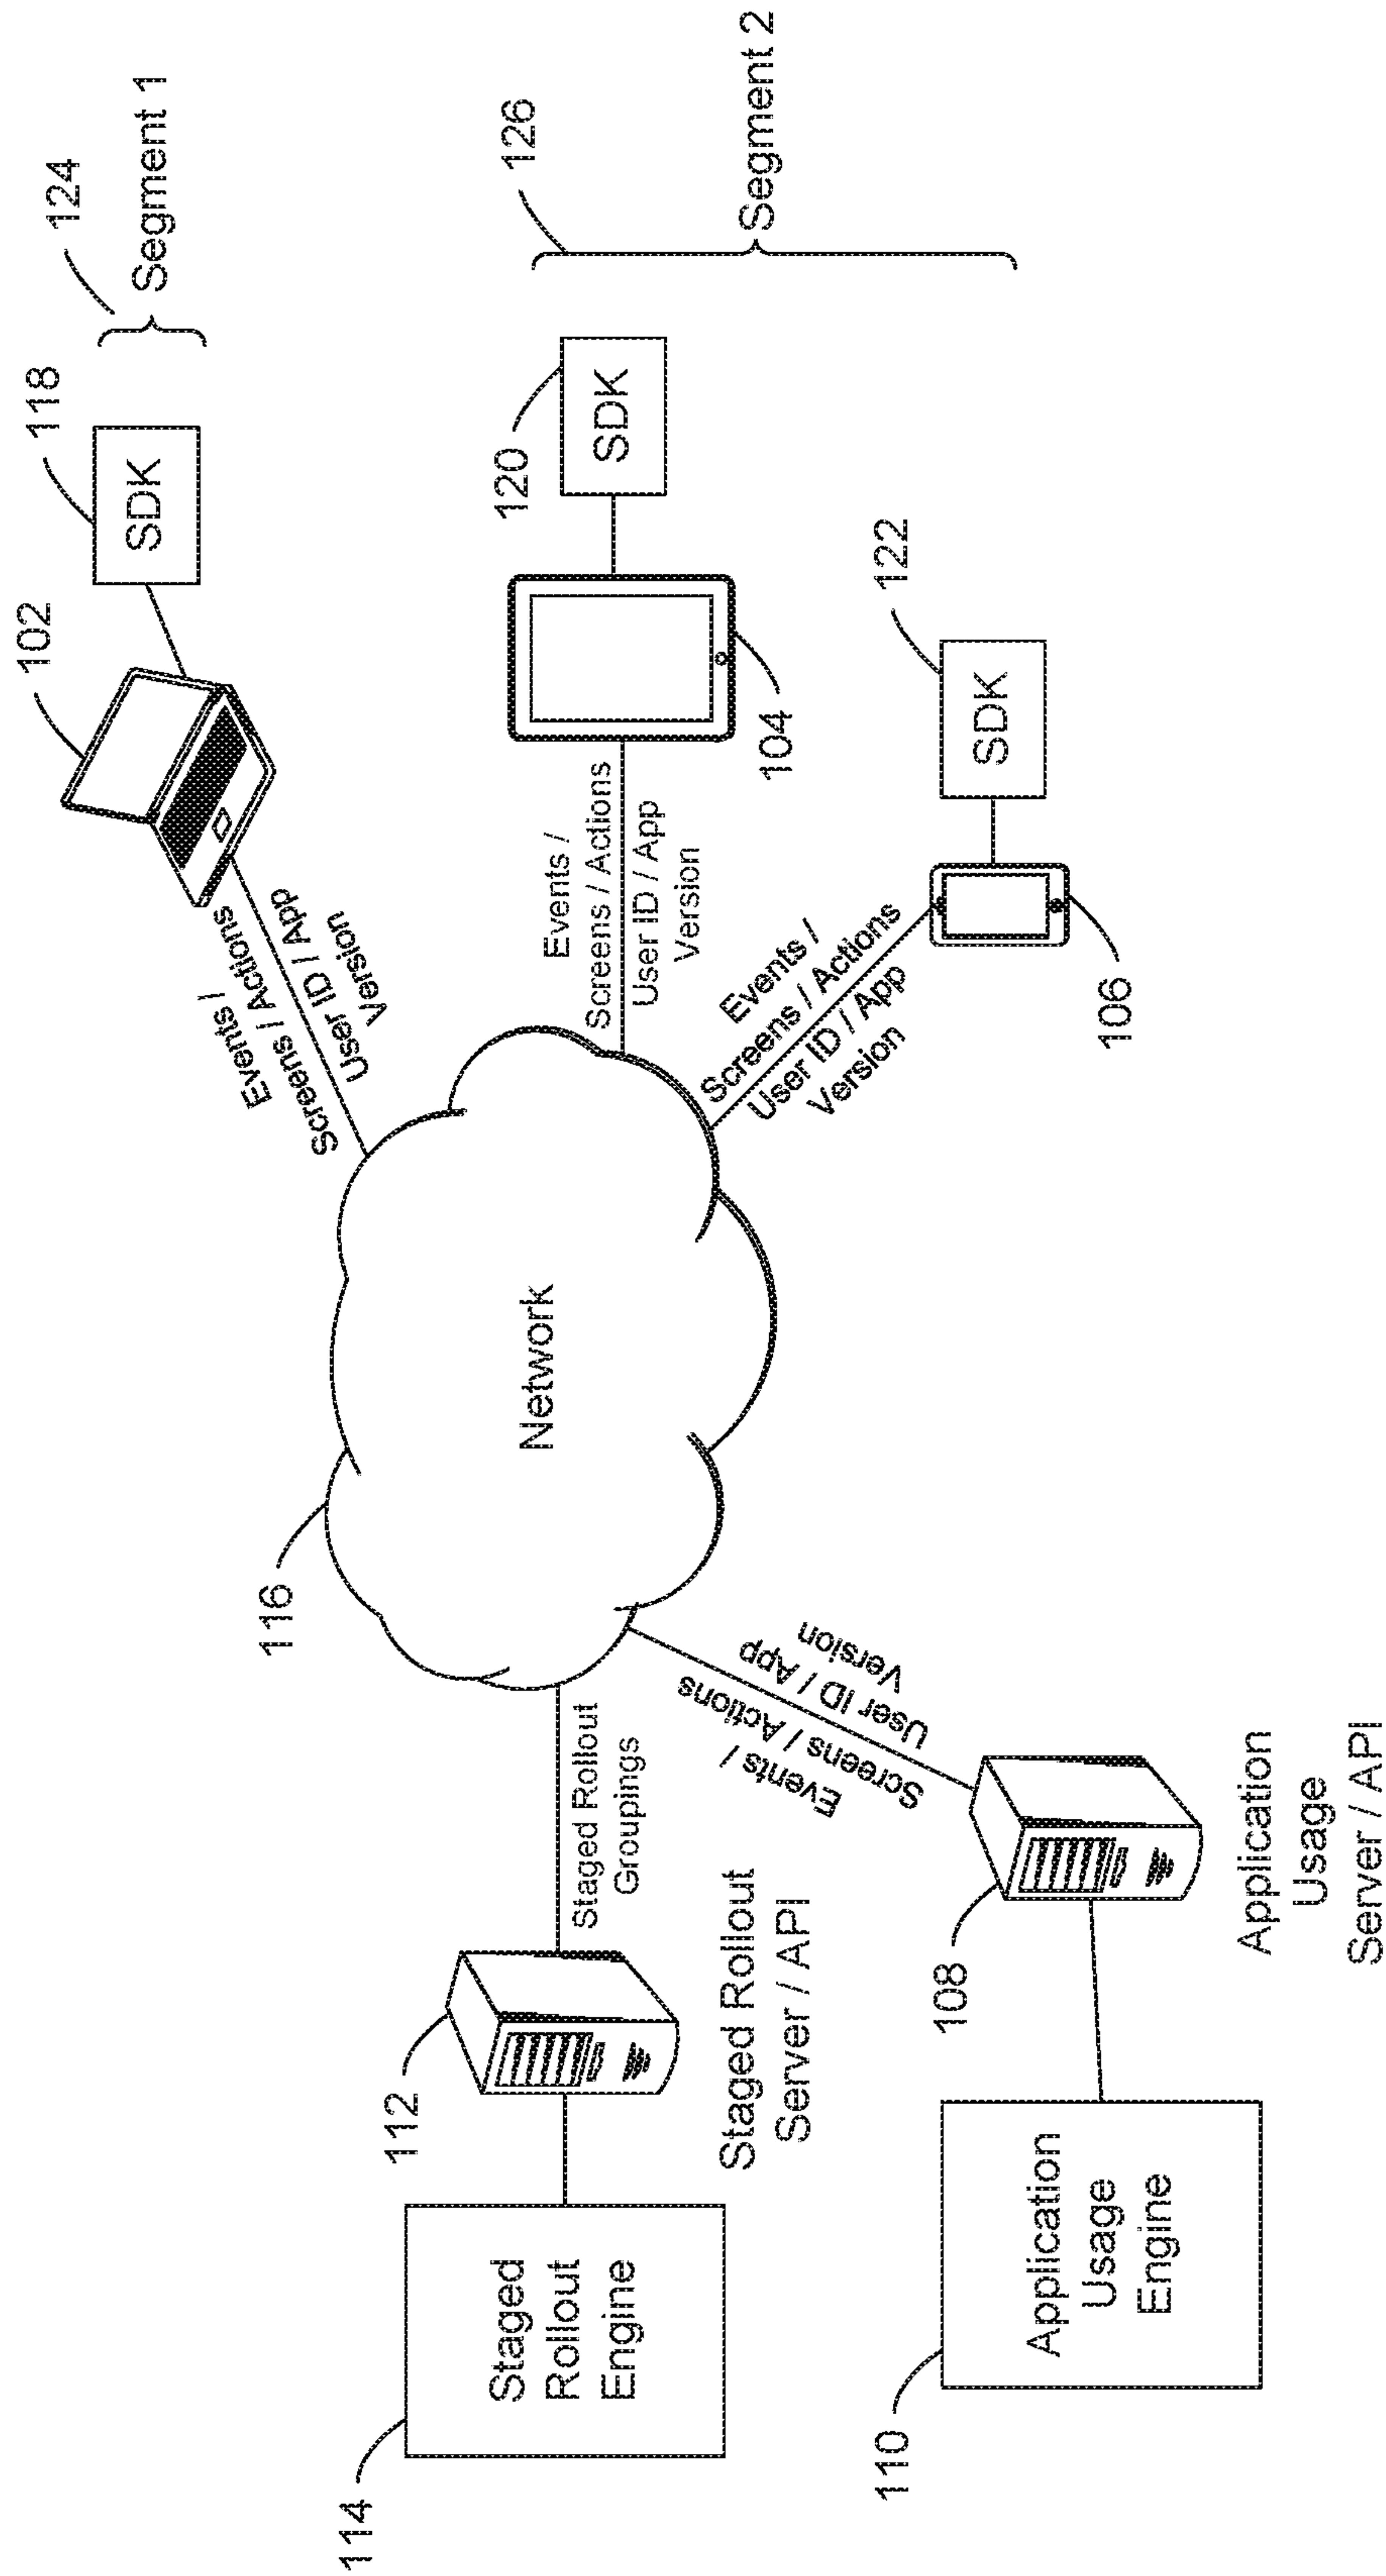 102
118
124
Segment 1
SDK
Events /
Screens / Actions
User ID / App
Version
116
Network
120
SDK
126
Segment 2
Events /
Screens / Actions
User ID / App
Version
104
122
SDK
Events /
Screens / Actions
User ID / App
Version
106
114
Staged
Rollout
Engine
112
Staged Rollout
Groupings
Staged Rollout
Server / API
Events /
Screens / Actions
User ID / App
Version
110
Application
Usage
Engine
108
Application
Usage
Server / API